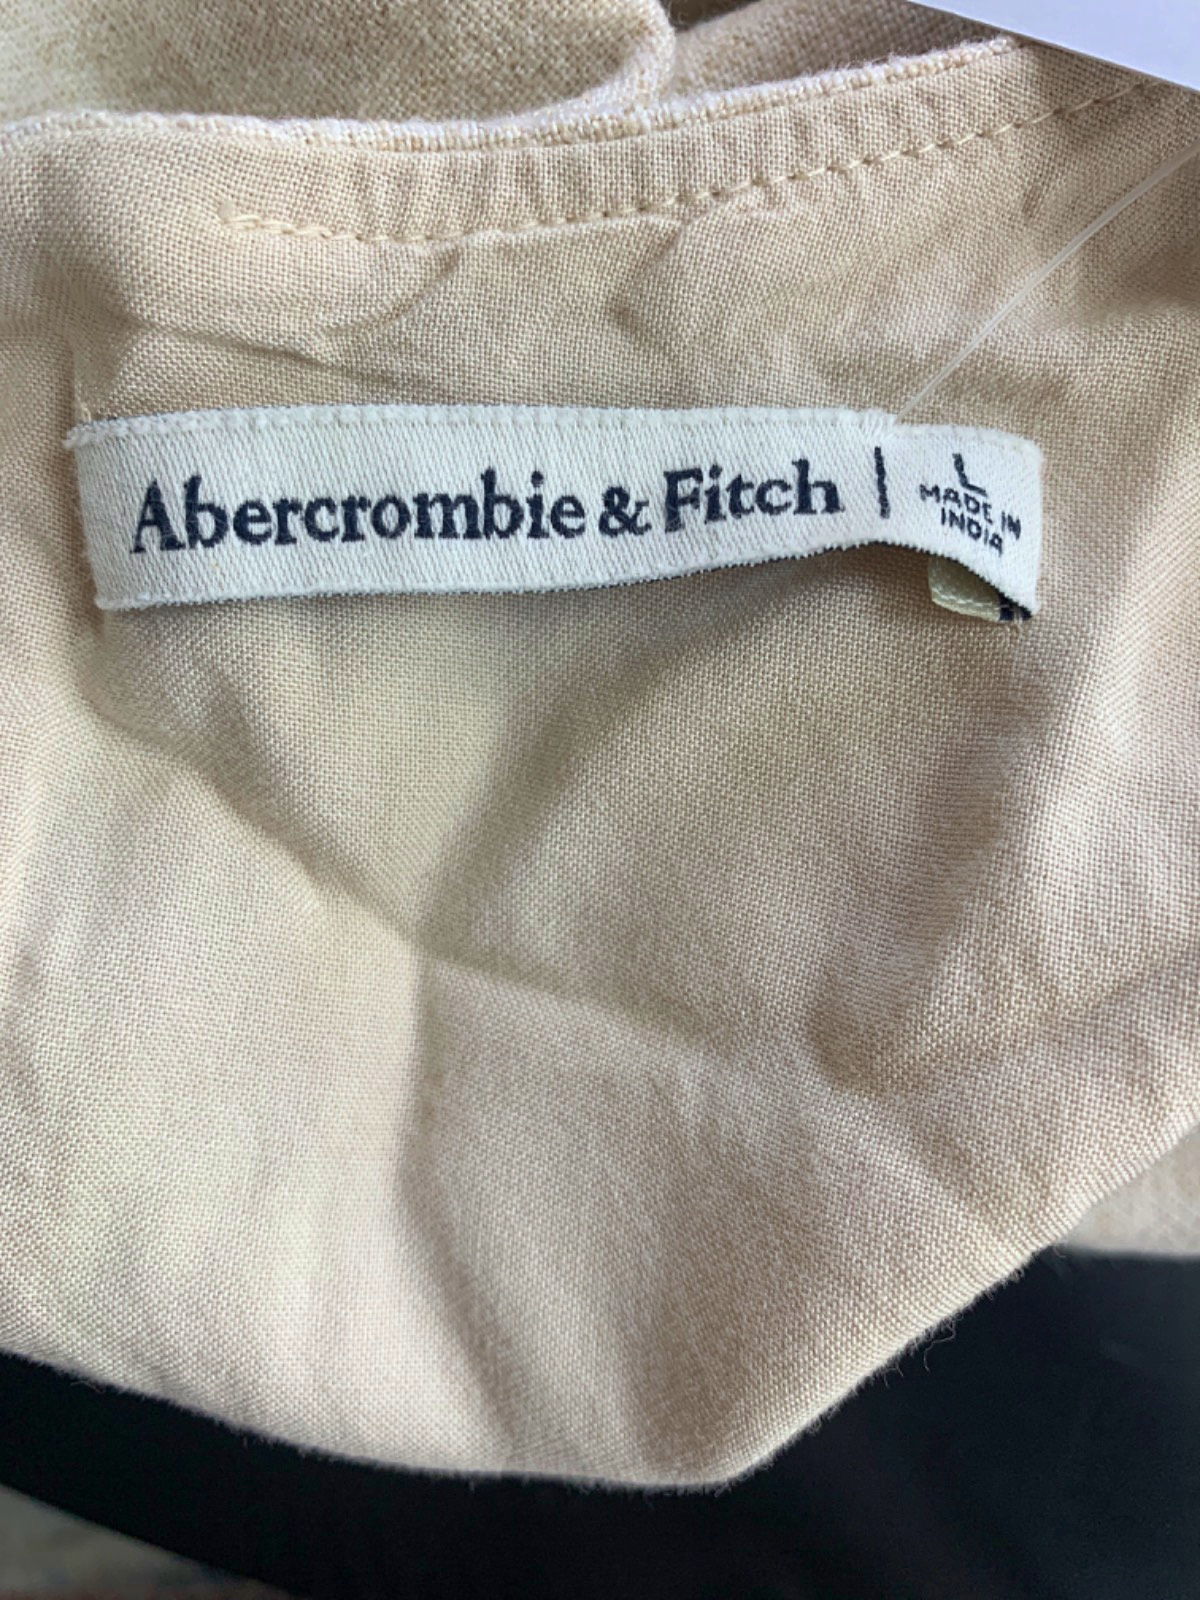 Abercrombie & Fitch | L
MADE IN
INDIA